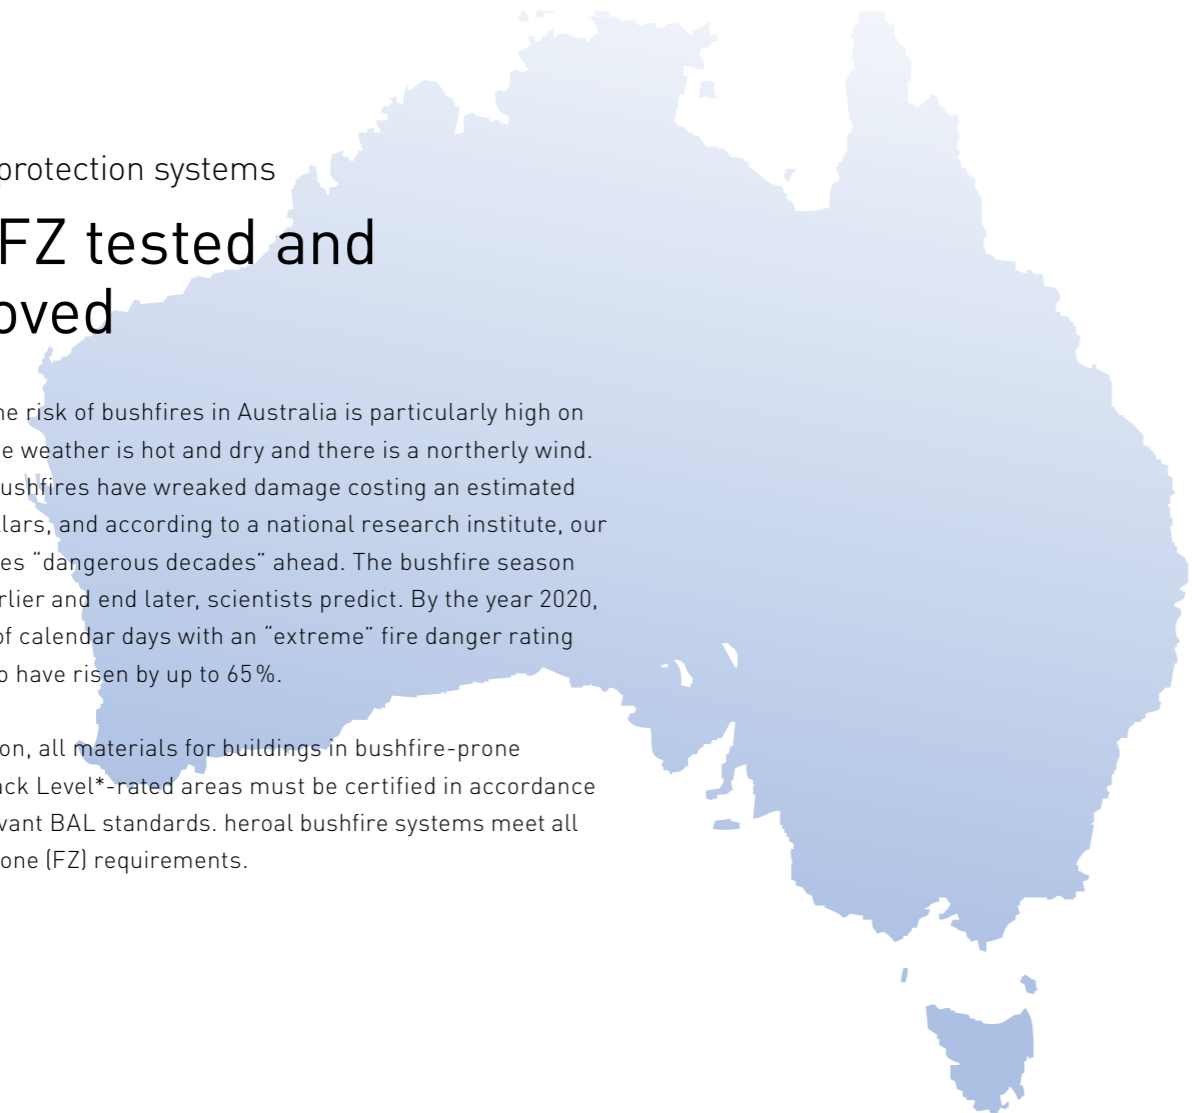 protection systems
FZ tested and
oved
he risk of bushfires in Australia is particularly high on
e weather is hot and dry and there is a northerly wind.
ushfires have wreaked damage costing an estimated
llars, and according to a national research institute, our
es “dangerous decades” ahead. The bushfire season
rlier and end later, scientists predict. By the year 2020,
of calendar days with an “extreme” fire danger rating
o have risen by up to 65%.
on, all materials for buildings in bushfire-prone
ack Level*-rated areas must be certified in accordance
vant BAL standards. heroal bushfire systems meet all
one (FZ) requirements.